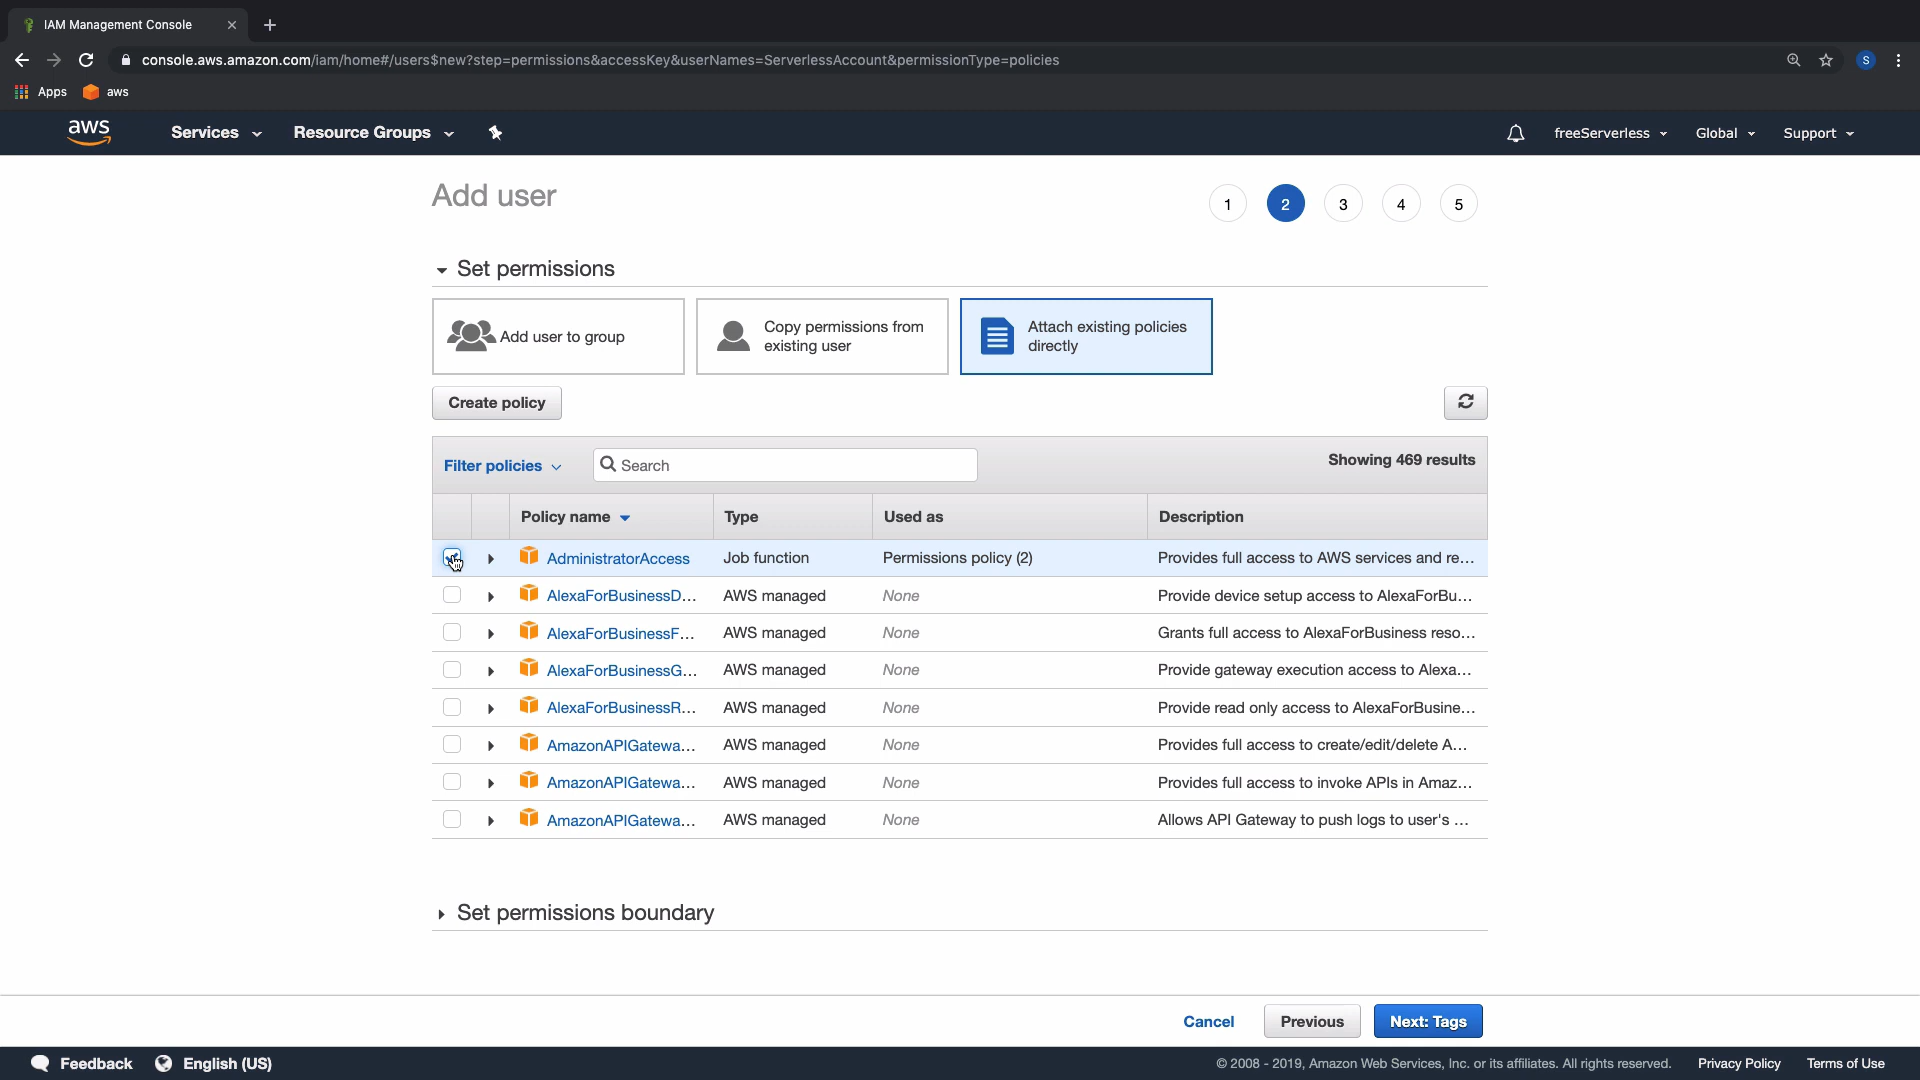 IAM Management Console
console.aws.amazon.com/iam/home#/users$new?step=permissions&accessKey&userNames=ServerlessAccount&permissionType=policies
S
Apps
aws
aws
Services
Resource Groups
freeServerless
Global
Support
Add user
1
2
3
4
5
Set permissions
Add user to group
Copy permissions from
existing user
Attach existing policies
directly
Create policy
Filter policies
Search
Showing 469 results
Policy name
Type
Used as
Description
AdministratorAccess Job function Permissions policy (2) Provides full access to AWS services and re...
AlexaForBusinessD... AWS managed None Provide device setup access to AlexaForBu...
AlexaForBusinessF... AWS managed None Grants full access to AlexaForBusiness reso...
AlexaForBusinessG... AWS managed None Provide gateway execution access to Alexa...
AlexaForBusinessR... AWS managed None Provide read only access to AlexaForBusine...
AmazonAPIGatewa... AWS managed None Provides full access to create/edit/delete A...
AmazonAPIGatewa... AWS managed None Provides full access to invoke APIs in Amaz...
AmazonAPIGatewa... AWS managed None Allows API Gateway to push logs to user's ...
Set permissions boundary
Cancel
Previous
Next: Tags
Feedback
English (US)
© 2008 - 2019, Amazon Web Services, Inc. or its affiliates. All rights reserved.
Privacy Policy
Terms of Use